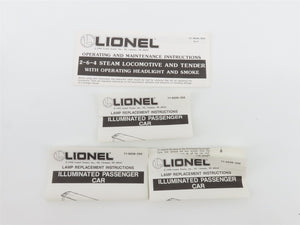 LIONEL
OPERATING AND MAINTENANCE INSTRUCTIONS
2-6-4 STEAM LOCOMOTIVE AND TENDER
WITH OPERATING HEADLIGHT AND SMOKE
LIONEL
LAMP REPLACEMENT INSTRUCTIONS
ILLUMINATED PASSENGER
CAR
LIONEL
LAMP REPLACEMENT INSTRUCTIONS
ILLUMINATED PASSENGER
CAR
LIONEL
LAMP REPLACEMENT INSTRUCTIONS
ILLUMINATED PASSENGER
CAR